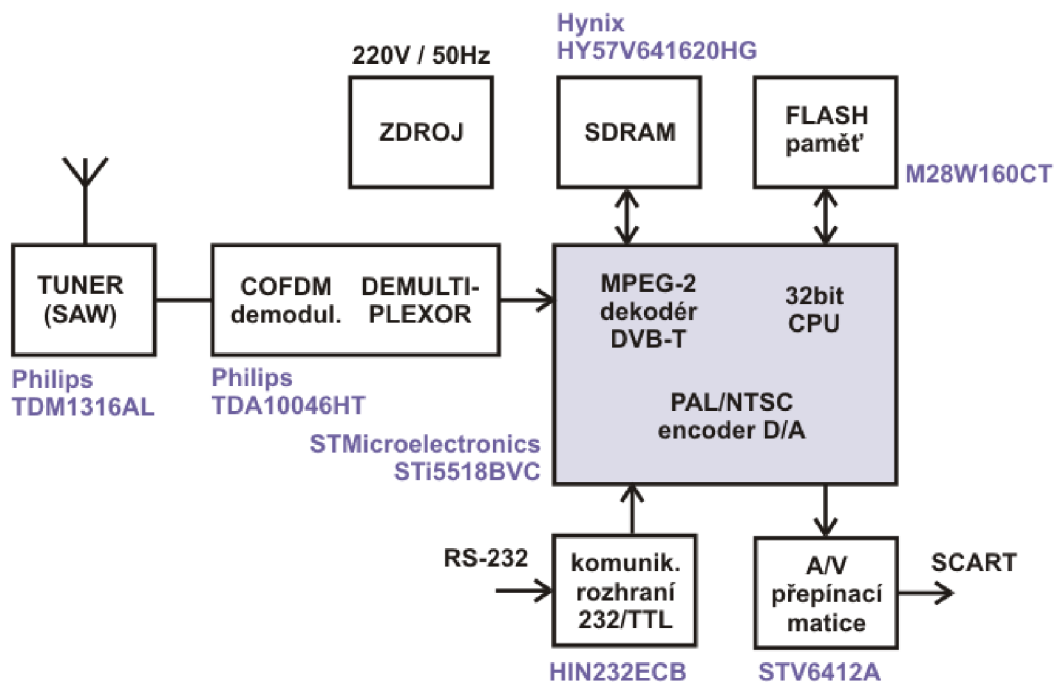 Hynix
HY57V641620HG
220V / 50Hz
ZDROJ
SDRAM
FLASH
paměť
M28W160CT
TUNER
(SAW)
COFDM
demodul.
DEMULTI-
PLEXOR
MPEG-2
dekodér
DVB-T
32bit
CPU
Philips
TDM1316AL
Philips
TDA10046HT
PAL/NTSC
encoder D/A
STMicroelectronics
STi5518BVC
RS-232
komunik.
rozhraní
232/TTL
A/V
přepínací
matice
SCART
HIN232ECB
STV6412A